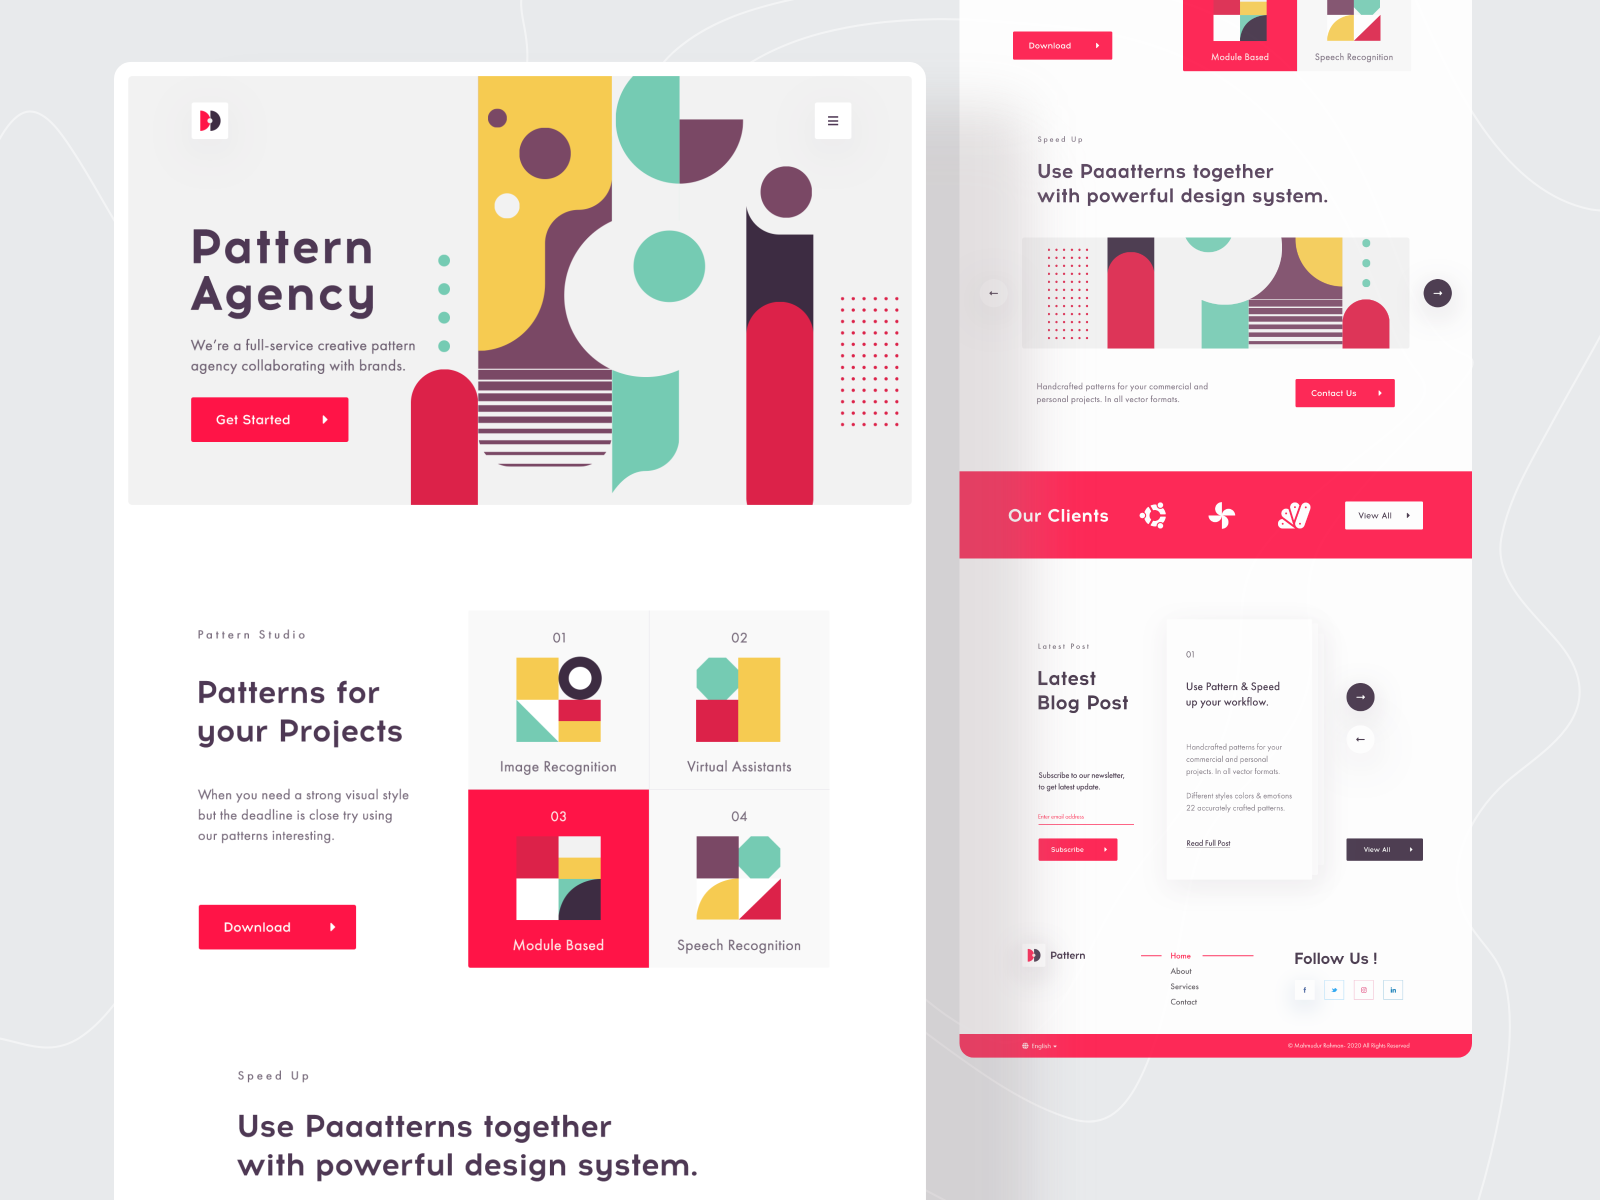 Pattern
Agency
We're a full-service creative pattern
agency collaborating with brands.
Get Started
Pattern Studio
Patterns for
your Projects
When you need a strong visual style
but the deadline is close try using
our patterns interesting.
Download
01
Image Recognition
02
Virtual Assistants
03
Module Based
04
Speech Recognition
Speed Up
Use Paaatterns together
with powerful design system.
Download
Module Based
Speech Recognition
Speed Up
Use Paaatterns together
with powerful design system.
Handcrafted patterns for your commercial and
personal projects. In all vector formats.
Contact Us
Our Clients
View All
Latest Post
Latest
Blog Post
Subscribe to our newsletter,
to get latest update.
Enter email address
Subscribe
01
Use Pattern & Speed
up your workflow.
Handcrafted patterns for your
commercial and personal
projects. In all vector formats.
Different styles colors & emotions
22 accurately crafted patterns.
Read Full Post
View All
Pattern
Home
About
Services
Contact
Follow Us !
English
© Mahmudur Rahman- 2020 All Rights Reserved